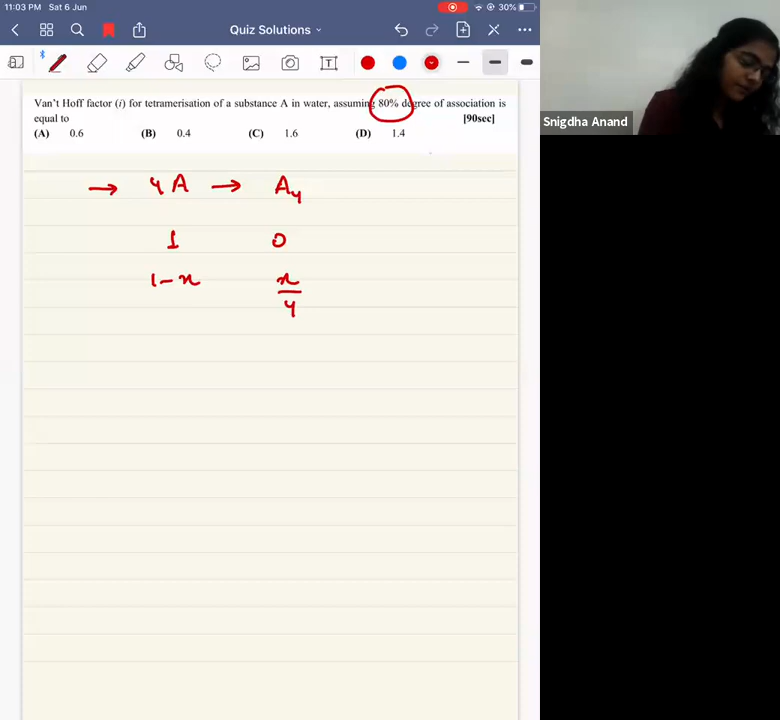 11:03 PM Sat 6 Jun
30%
Quiz Solutions
T
Van't Hoff factor (i) for tetramerisation of a substance A in water, assuming 80% degree of association is
equal to [90sec]
(A) 0.6 (B) 0.4 (C) 1.6 (D) 1.4
→ 4A → A4
1 0
1-x x/4
Snigdha Anand